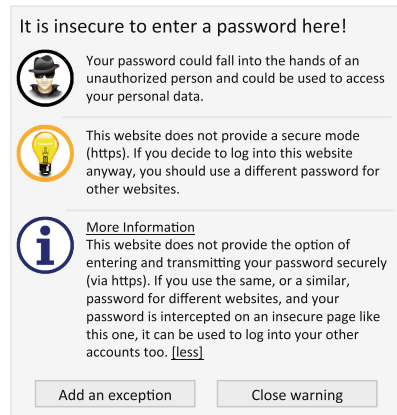 It is insecure to enter a password here!
Your password could fall into the hands of an
unauthorized person and could be used to access
your personal data.
This website does not provide a secure mode
(https). If you decide to log into this website
anyway, you should use a different password for
other websites.
More Information
This website does not provide the option of
entering and transmitting your password securely
(via https). If you use the same, or a similar,
password for different websites, and your
password is intercepted on an insecure page like
this one, it can be used to log into your other
accounts too. [less]
Add an exception
Close warning